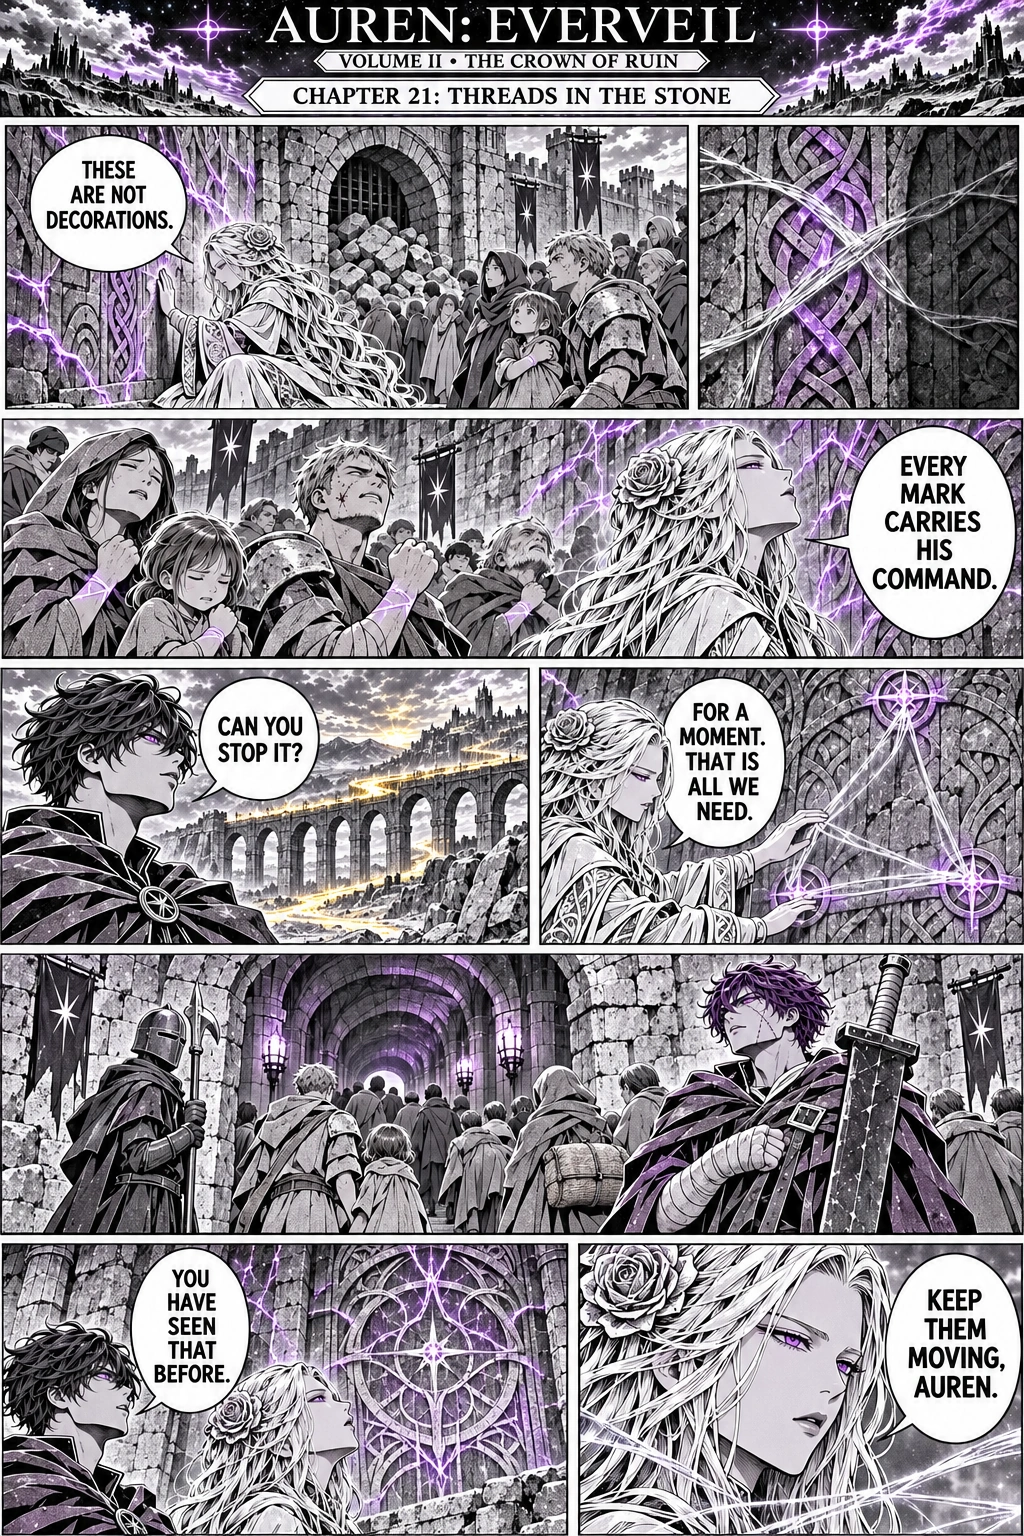 AUREN: EVERVEIL
VOLUME II • THE CROWN OF RUIN
CHAPTER 21: THREADS IN THE STONE
THESE
ARE NOT
DECORATIONS.
EVERY
MARK
CARRIES
HIS
COMMAND.
CAN YOU
STOP IT?
FOR A
MOMENT.
THAT IS
ALL WE
NEED.
YOU
HAVE
SEEN
THAT
BEFORE.
KEEP
THEM
MOVING,
AUREN.